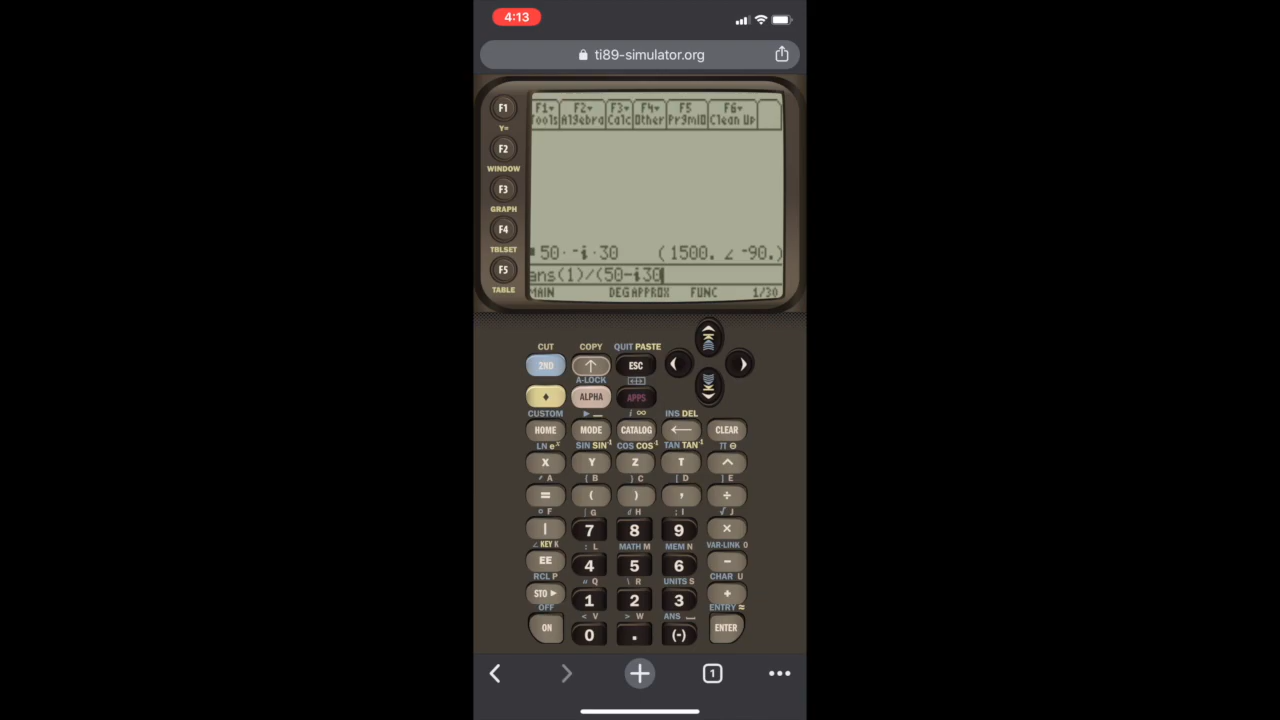 4:13
ti89-simulator.org
F1
Y=
F2
WINDOW
F3
GRAPH
F4
TBLSET
F5
TABLE
F1▾ F2▾ F3▾ F4▾ F5 F6▾
Tools Algebra Calc Other PrgmIO Clean Up
▪ 50· ⁻i·30 (1500. ∠ ⁻90.)
ans(1)/(50-i30
MAIN DEG APPROX FUNC 1/30
CUT COPY QUIT PASTE
2ND ↑ ESC
A-LOCK
♦ ALPHA APPS
CUSTOM ▶ _ i ∞ INS DEL
HOME MODE CATALOG ← CLEAR
LN eˣ SIN SIN⁻¹ COS COS⁻¹ TAN TAN⁻¹ π θ
X Y Z T ^
A { B } C [ D ] E
= ( ) , ÷
F G H ; I √ J
| 7 8 9 ×
∠ KEY K : L MATH M MEM N VAR-LINK O
EE 4 5 6 −
RCL P " Q \ R UNITS S CHAR U
STO ▶ 1 2 3 +
OFF < V > W ANS ENTRY ≈
ON 0 . (-) ENTER
1